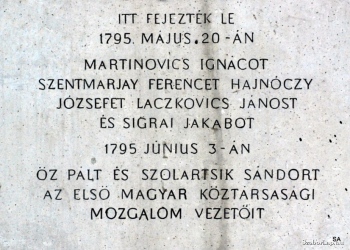 ITT FEJEZTÉK LE
1795. MÁJUS. 20-ÁN
MARTINOVICS IGNÁCOT
SZENTMARJAY FERENCET HAJNÓCZY
JÓZSEFET LACZKOVICS JÁNOST
ÉS SIGRAI JAKABOT
1795 JÚNIUS 3-ÁN
ŐZ PÁLT ÉS SZOLARTSIK SÁNDORT
AZ ELSŐ MAGYAR KÖZTÁRSASÁGI
MOZGALOM VEZETŐIT
SA